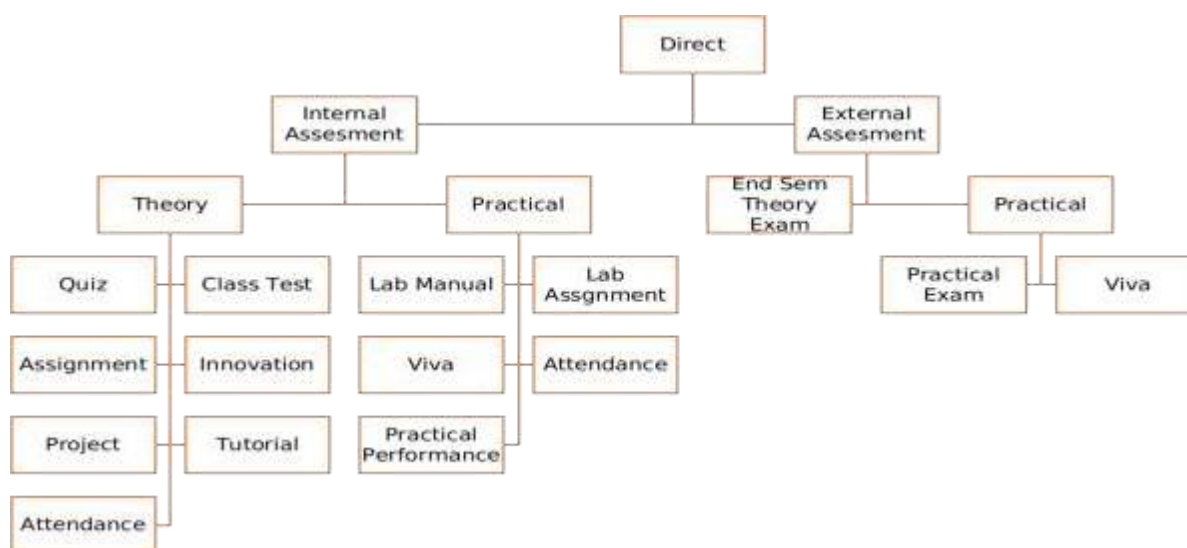 Direct
Internal
Assesment
External
Assesment
Theory
Practical
End Sem
Theory
Exam
Practical
Quiz
Class Test
Lab Manual
Lab
Assgnment
Practical
Exam
Viva
Assignment
Innovation
Viva
Attendance
Project
Tutorial
Practical
Performance
Attendance